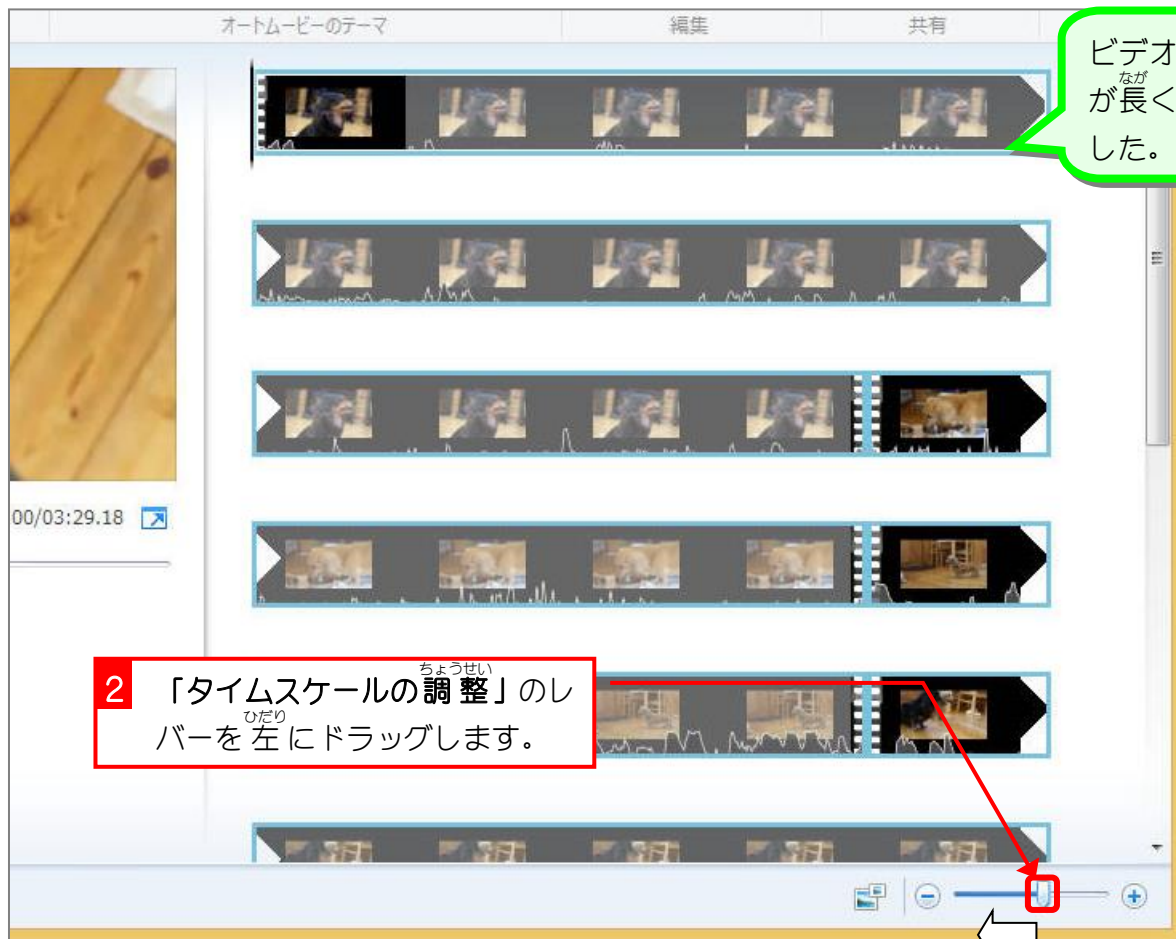 オートムービーのテーマ 編集 共有
ビデオ
なが
が長く
した。
00/03:29.18
ちょうせい
2 「タイムスケールの調整」のレ
ひだり
バーを左にドラッグします。